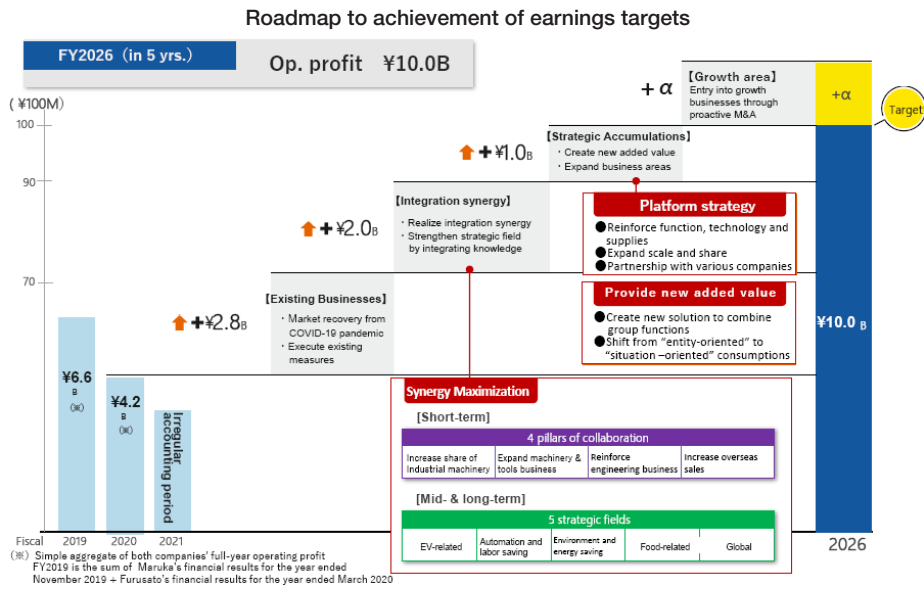 Roadmap to achievement of earnings targets
FY2026（in 5 yrs.）
Op. profit ¥10.0B
( ¥100M)
100
90
70
+ α
【Growth area】
Entry into growth
businesses through
proactive M&A
+α
Target
+¥1.0B
【Strategic Accumulations】
・Create new added value
・Expand business areas
+¥2.0B
【Integration synergy】
・Realize integration synergy
・Strengthen strategic field
by integrating knowledge
Platform strategy
●Reinforce function, technology and
supplies
●Expand scale and share
●Partnership with various companies
+¥2.8B
【Existing Businesses】
・Market recovery from
COVID-19 pandemic
・Execute existing
measures
Provide new added value
●Create new solution to combine
group functions
●Shift from "entity-oriented" to
"situation –oriented" consumptions
¥10.0 B
¥6.6
B
(※)
¥4.2
B
(※)
Irregular
accounting period
Synergy Maximization
[Short-term]
4 pillars of collaboration
Increase share of
Industrial machinery
Expand machinery &
tools business
Reinforce
engineering business
Increase overseas
sales
[Mid- & long-term]
5 strategic fields
EV-related
Automation and
labor saving
Environment and
energy saving
Food-related
Global
Fiscal 2019 2020 2021
2026
(※) Simple aggregate of both companies' full-year operating profit
FY2019 is the sum of Maruka's financial results for the year ended
November 2019 + Furusato's financial results for the year ended March 2020